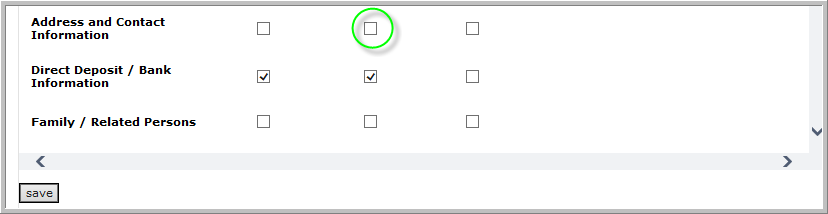 Address and Contact
Information
Direct Deposit / Bank
Information
Family / Related Persons
save